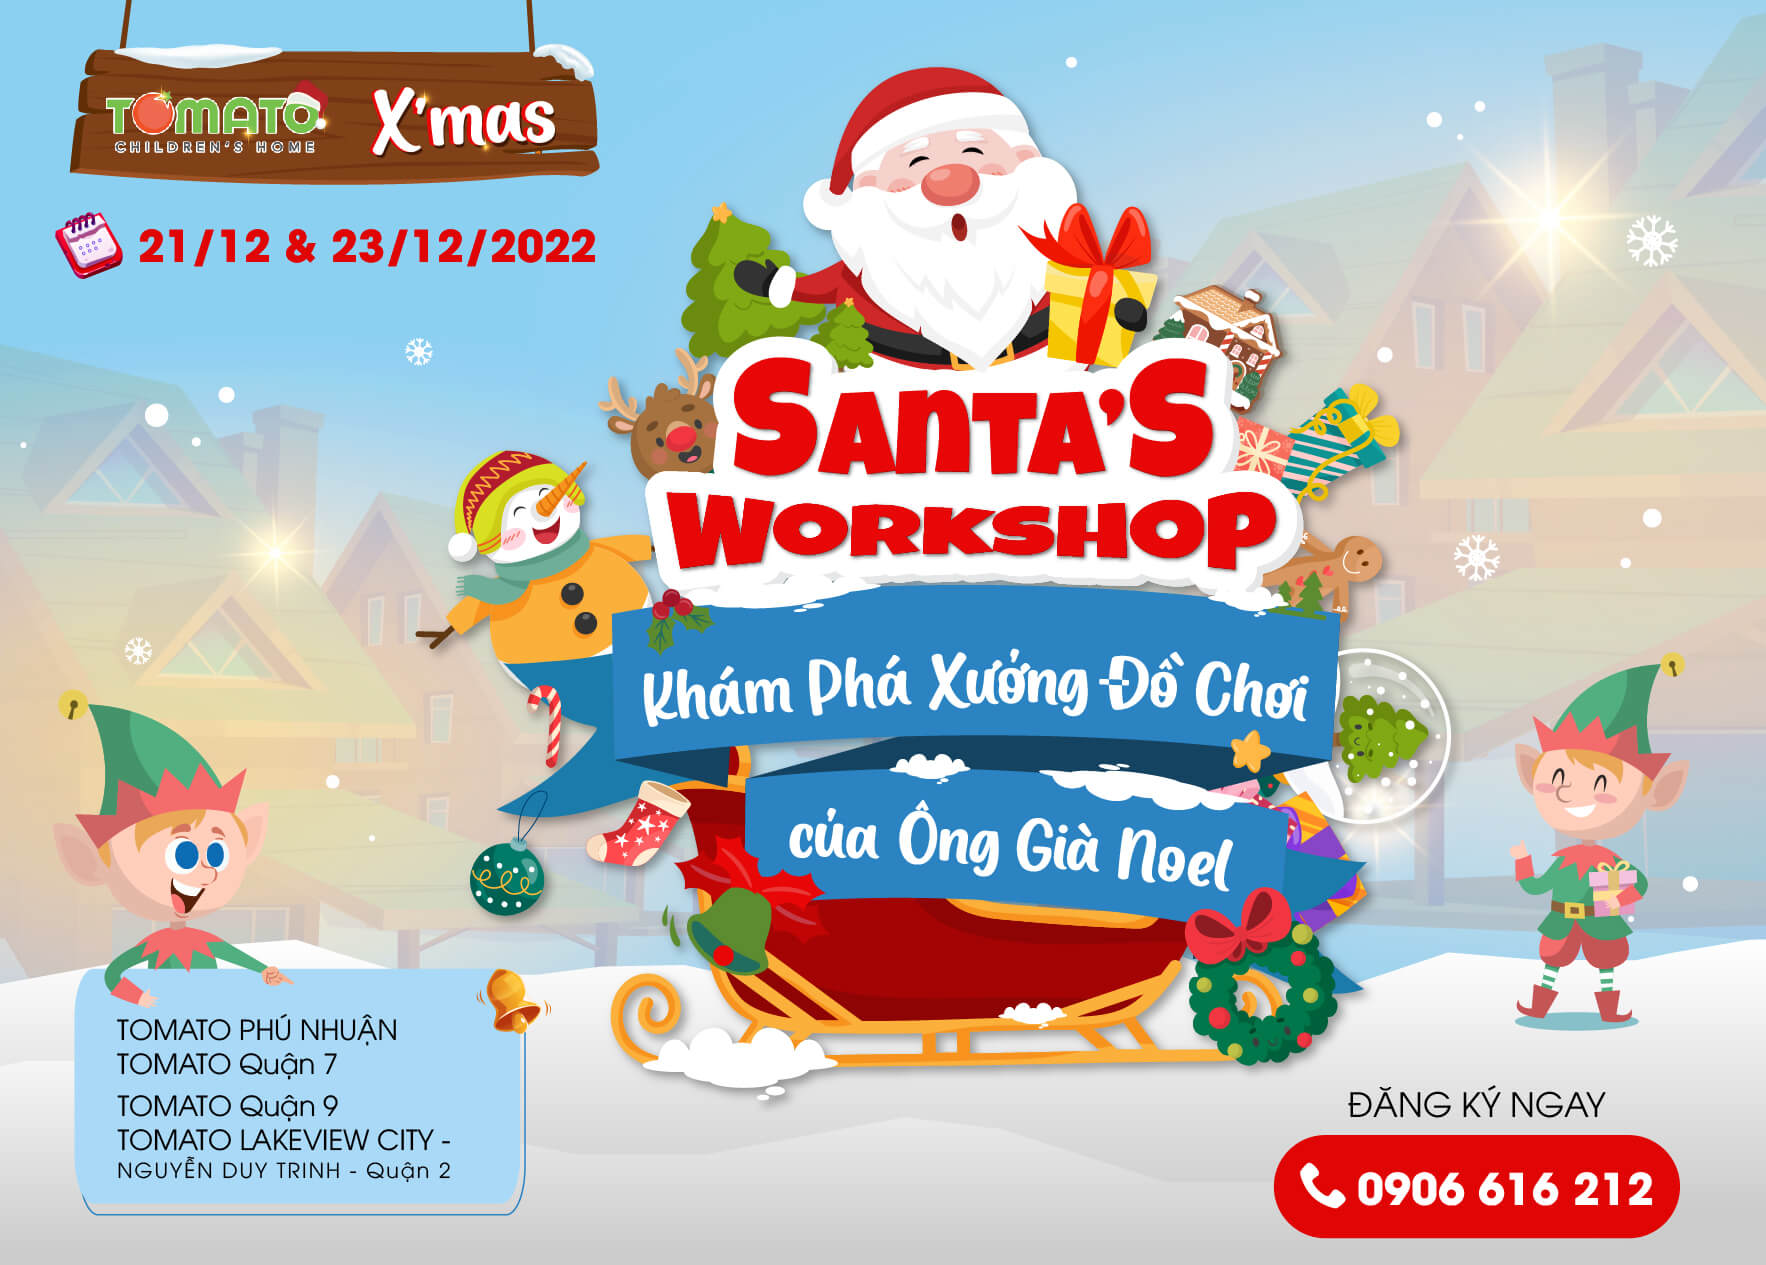 TOMATO X'mas
CHILDREN'S HOME
21/12 & 23/12/2022
SANTA'S
WORKSHOP
Khám Phá Xưởng Đồ Chơi
của Ông Già Noel
TOMATO PHÚ NHUẬN
TOMATO Quận 7
TOMATO Quận 9
TOMATO LAKEVIEW CITY -
NGUYỄN DUY TRINH - Quận 2
ĐĂNG KÝ NGAY
0906 616 212